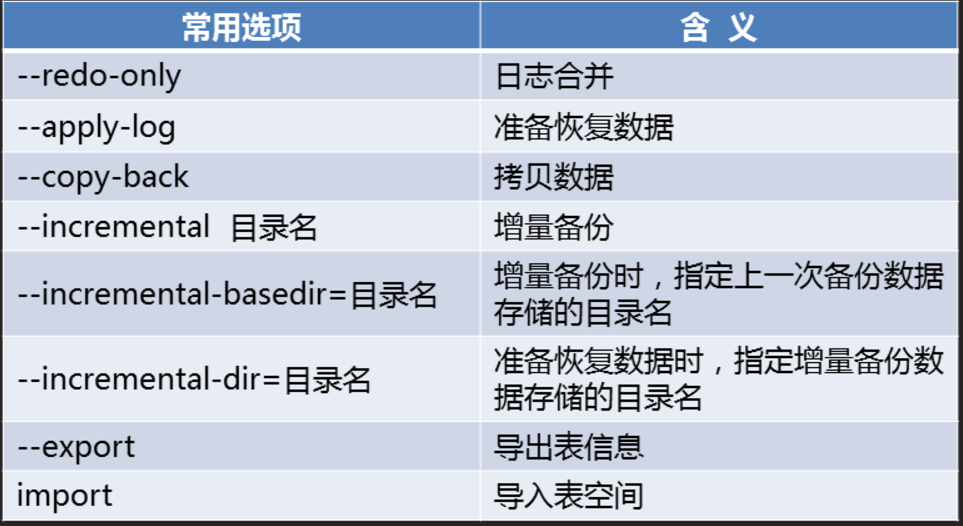 常用选项 含 义
--redo-only 日志合并
--apply-log 准备恢复数据
--copy-back 拷贝数据
--incremental 目录名 增量备份
--incremental-basedir=目录名 增量备份时，指定上一次备份数据
存储的目录名
--incremental-dir=目录名 准备恢复数据时，指定增量备份数
据存储的目录名
--export 导出表信息
import 导入表空间